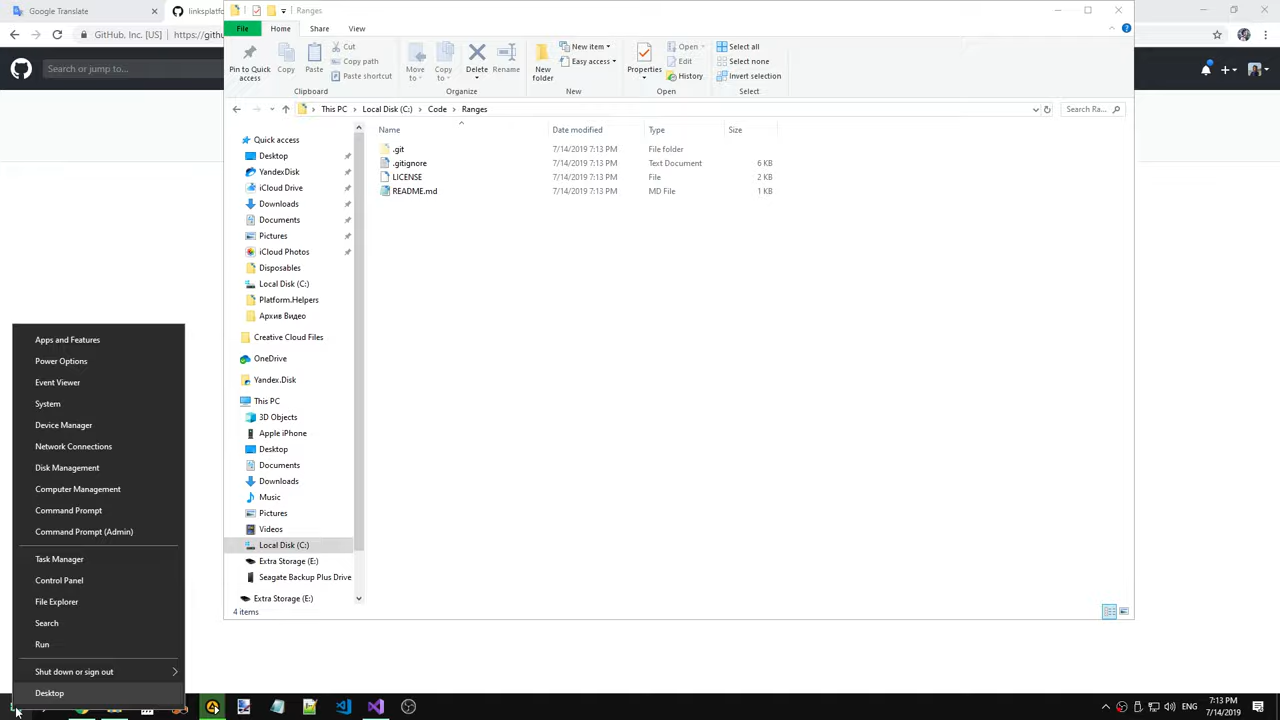 Google Translate
linksplatfo
Ranges
GitHub, Inc. [US]
https://githu
Search or jump to...
File
Home
Share
View
Pin to Quick access
Copy
Paste
Cut
Copy path
Paste shortcut
Clipboard
Move to
Copy to
Delete
Rename
Organize
New folder
New item
Easy access
New
Properties
Open
Edit
History
Open
Select all
Select none
Invert selection
Select
This PC
Local Disk (C:)
Code
Ranges
Search Ra...
Name
Date modified
Type
Size
.git
7/14/2019 7:13 PM
File folder
.gitignore
7/14/2019 7:13 PM
Text Document
6 KB
LICENSE
7/14/2019 7:13 PM
File
2 KB
README.md
7/14/2019 7:13 PM
MD File
1 KB
Quick access
Desktop
YandexDisk
iCloud Drive
Downloads
Documents
Pictures
iCloud Photos
Disposables
Local Disk (C:)
Platform.Helpers
Архив Видео
Creative Cloud Files
OneDrive
Yandex.Disk
This PC
3D Objects
Apple iPhone
Desktop
Documents
Downloads
Music
Pictures
Videos
Local Disk (C:)
Extra Storage (E:)
Seagate Backup Plus Drive
Extra Storage (E:)
4 items
Apps and Features
Power Options
Event Viewer
System
Device Manager
Network Connections
Disk Management
Computer Management
Command Prompt
Command Prompt (Admin)
Task Manager
Control Panel
File Explorer
Search
Run
Shut down or sign out
Desktop
ENG
7:13 PM
7/14/2019